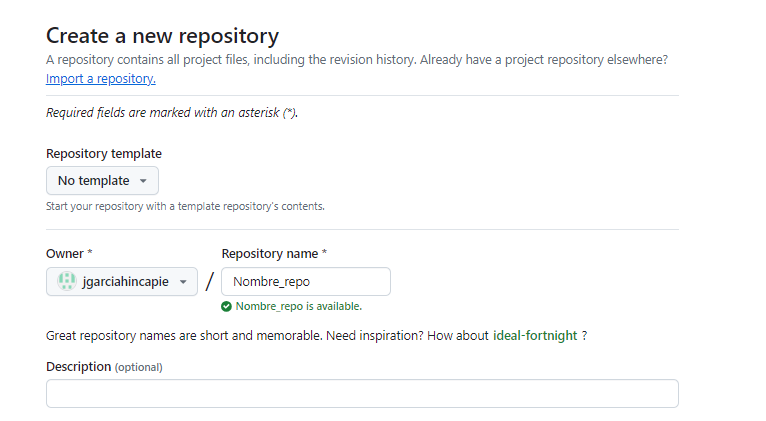 Create a new repository
A repository contains all project files, including the revision history. Already have a project repository elsewhere?
Import a repository.
Required fields are marked with an asterisk (*).
Repository template
No template
Start your repository with a template repository's contents.
Owner * Repository name *
jgarciahincapie / Nombre_repo
Nombre_repo is available.
Great repository names are short and memorable. Need inspiration? How about ideal-fortnight ?
Description (optional)